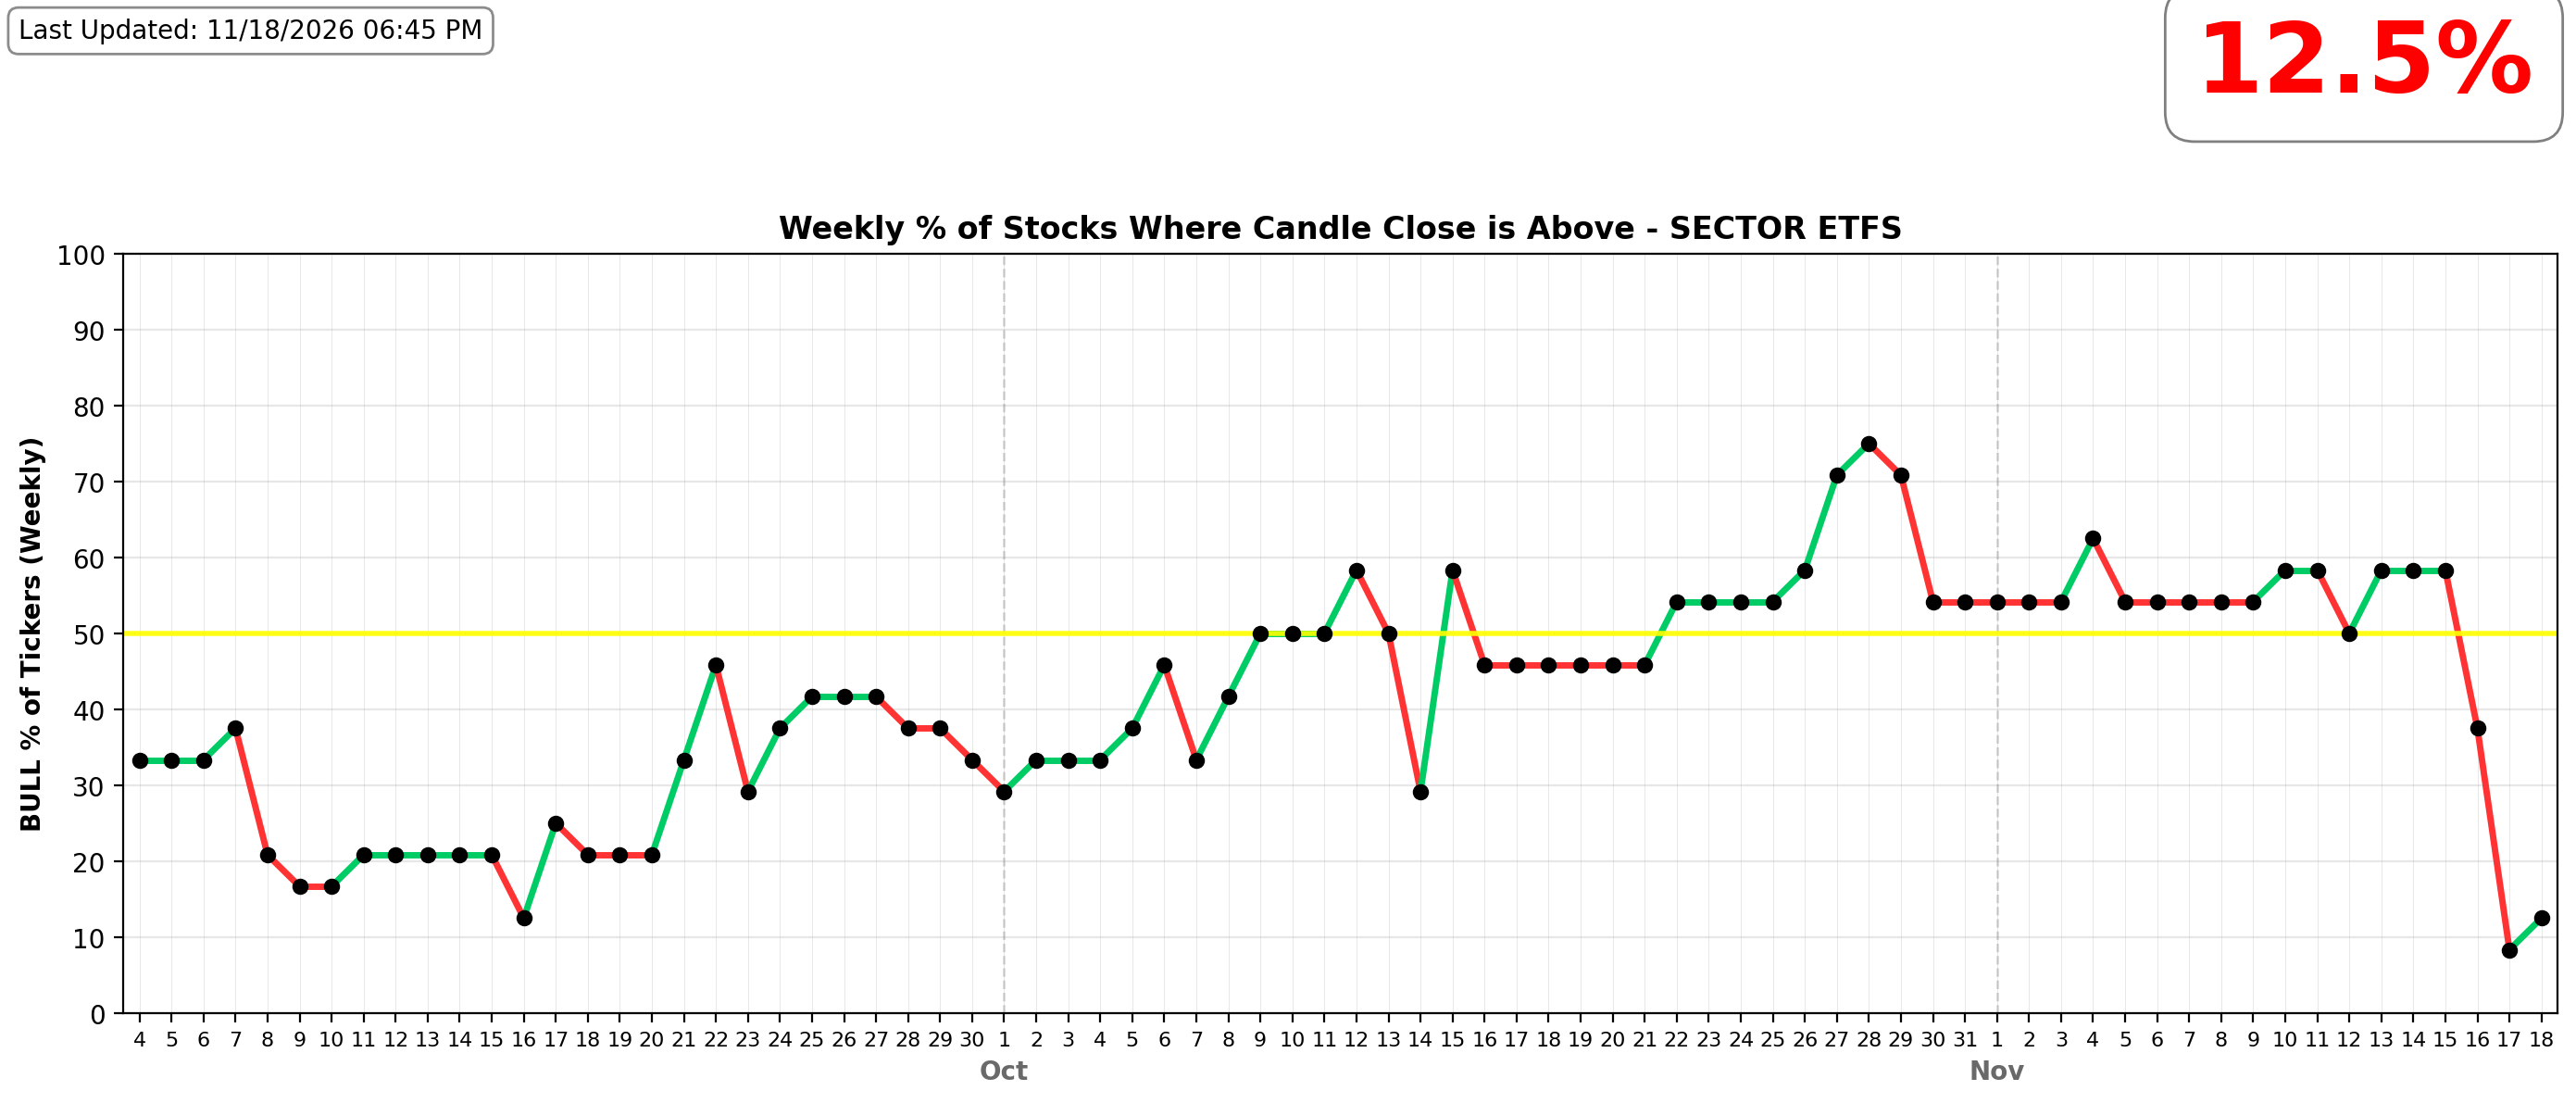 Last Updated: 11/18/2026 06:45 PM
12.5%
Weekly % of Stocks Where Candle Close is Above - SECTOR ETFS
BULL % of Tickers (Weekly)
100
90
80
70
60
50
40
30
20
10
0
4 5 6 7 8 9 10 11 12 13 14 15 16 17 18 19 20 21 22 23 24 25 26 27 28 29 30 1 2 3 4 5 6 7 8 9 10 11 12 13 14 15 16 17 18 19 20 21 22 23 24 25 26 27 28 29 30 31 1 2 3 4 5 6 7 8 9 10 11 12 13 14 15 16 17 18
Oct Nov